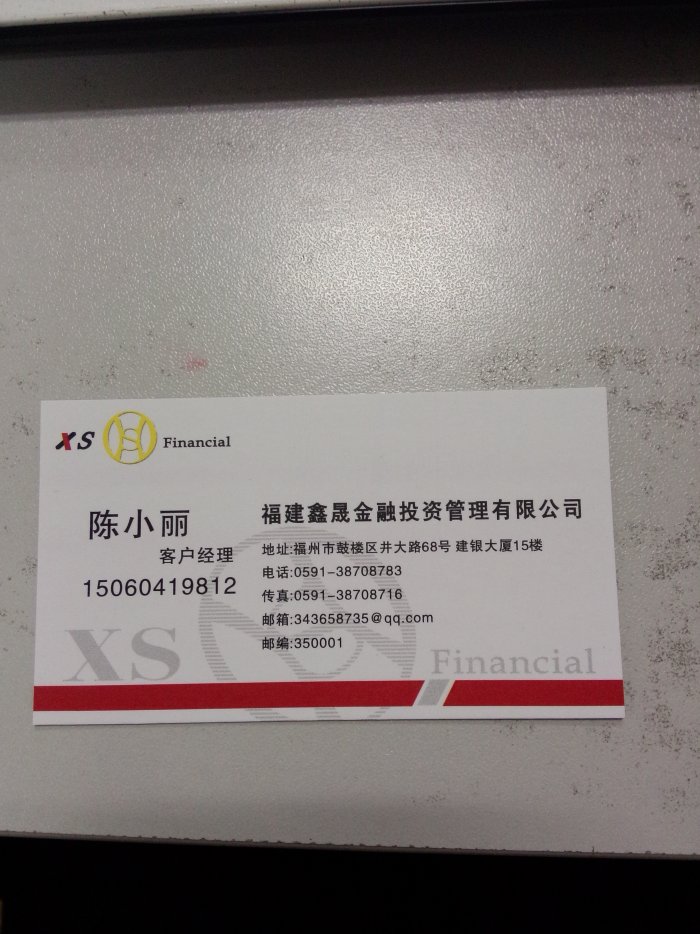 XS Financial
陈小丽
客户经理
15060419812
福建鑫晟金融投资管理有限公司
地址:福州市鼓楼区井大路68号 建银大厦15楼
电话:0591-38708783
传真:0591-38708716
邮箱:343658735@qq.com
邮编:350001
XS Financial